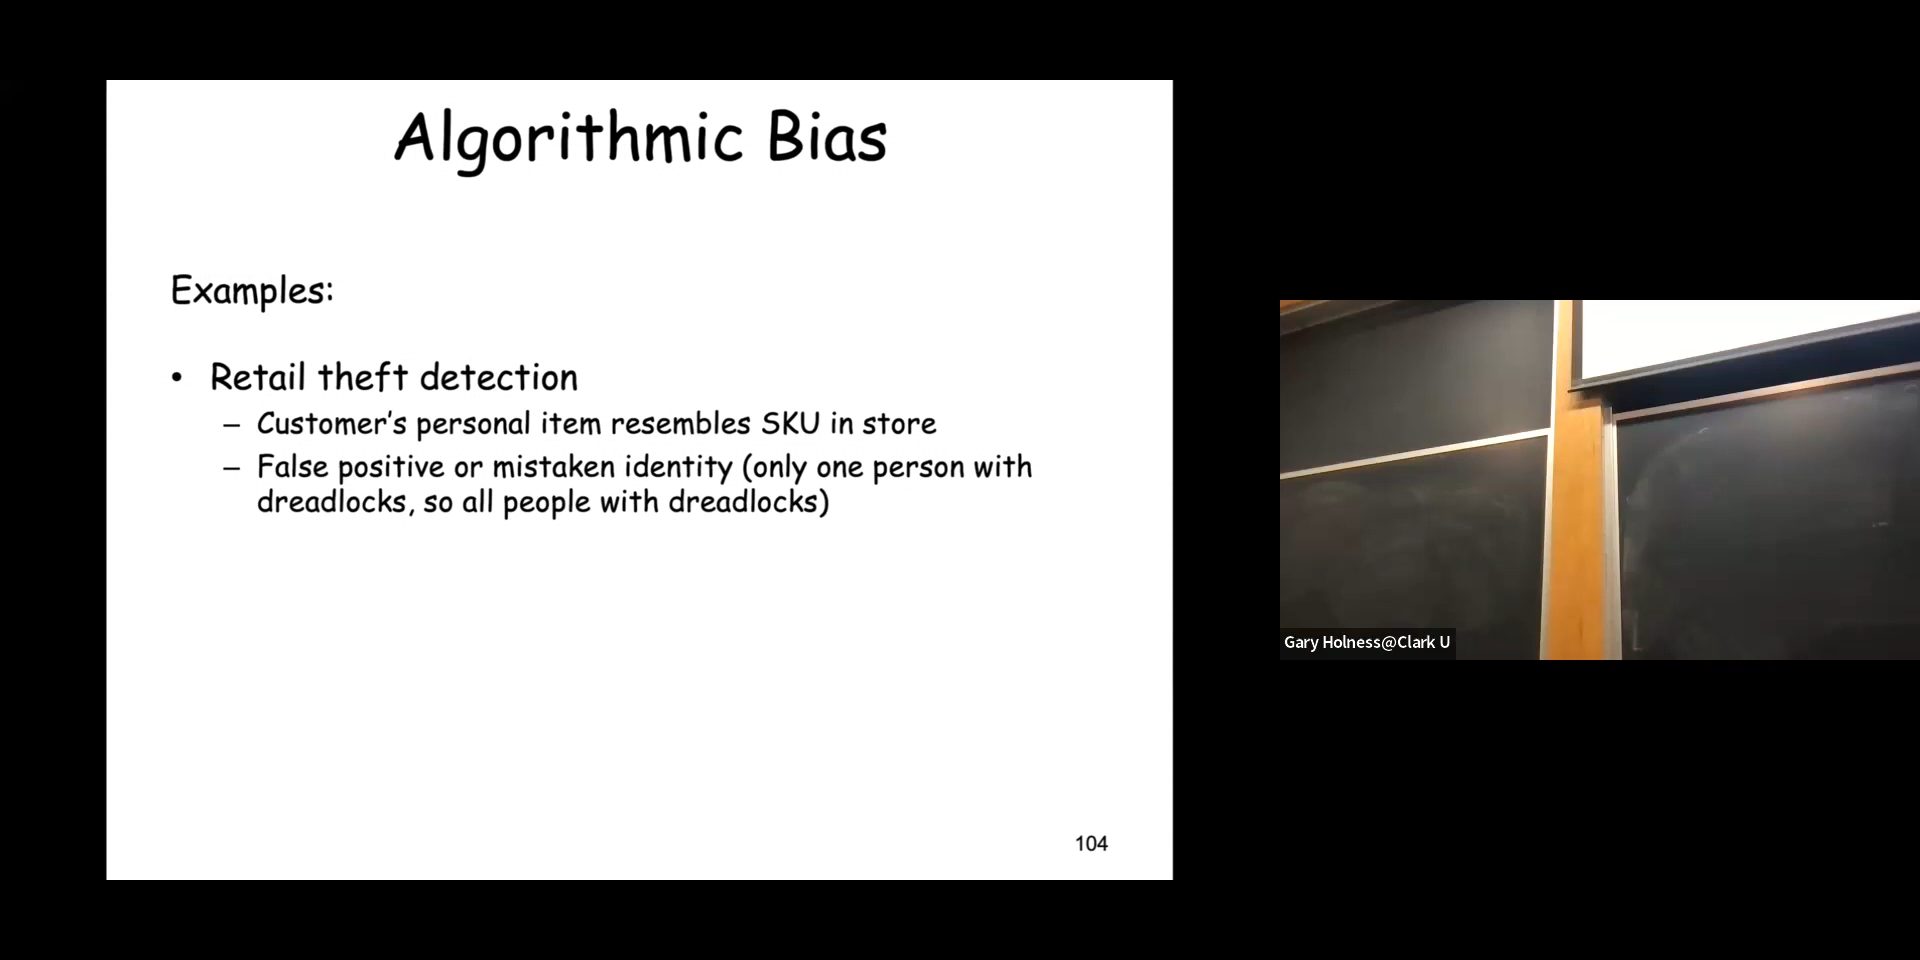 Algorithmic Bias
Examples:
• Retail theft detection
– Customer's personal item resembles SKU in store
– False positive or mistaken identity (only one person with
dreadlocks, so all people with dreadlocks)
104
Gary Holness@Clark U